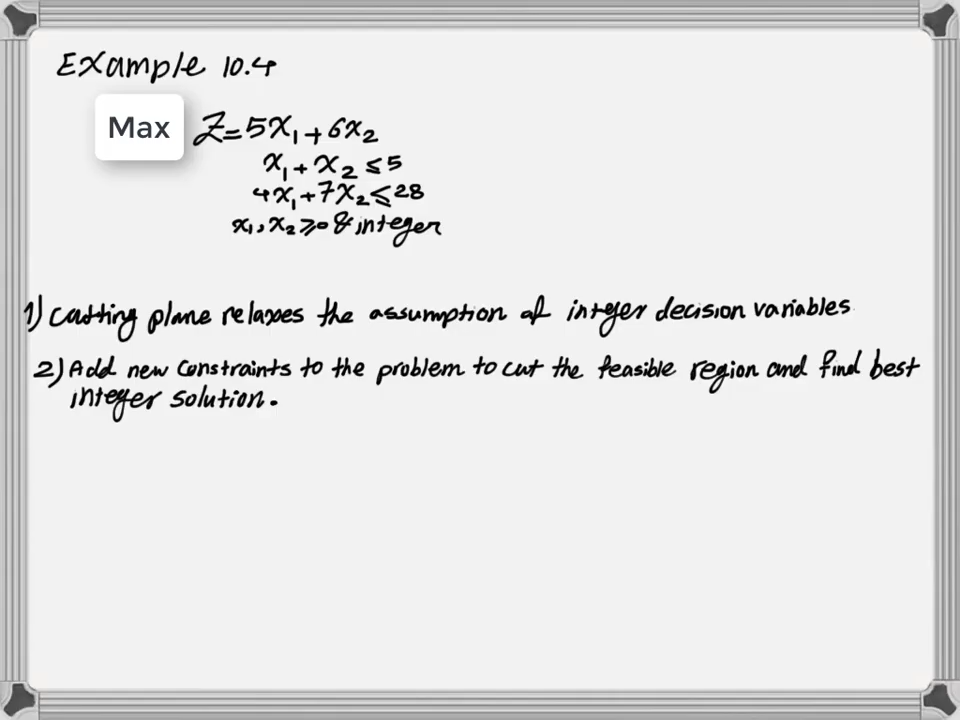 Example 10.4
Max Z=5x₁+6x₂
x₁+x₂≤5
4x₁+7x₂≤28
x₁,x₂≥0 & integer
1) Cutting plane relaxes the assumption of integer decision variables
2) Add new constraints to the problem to cut the feasible region and find best
integer solution.